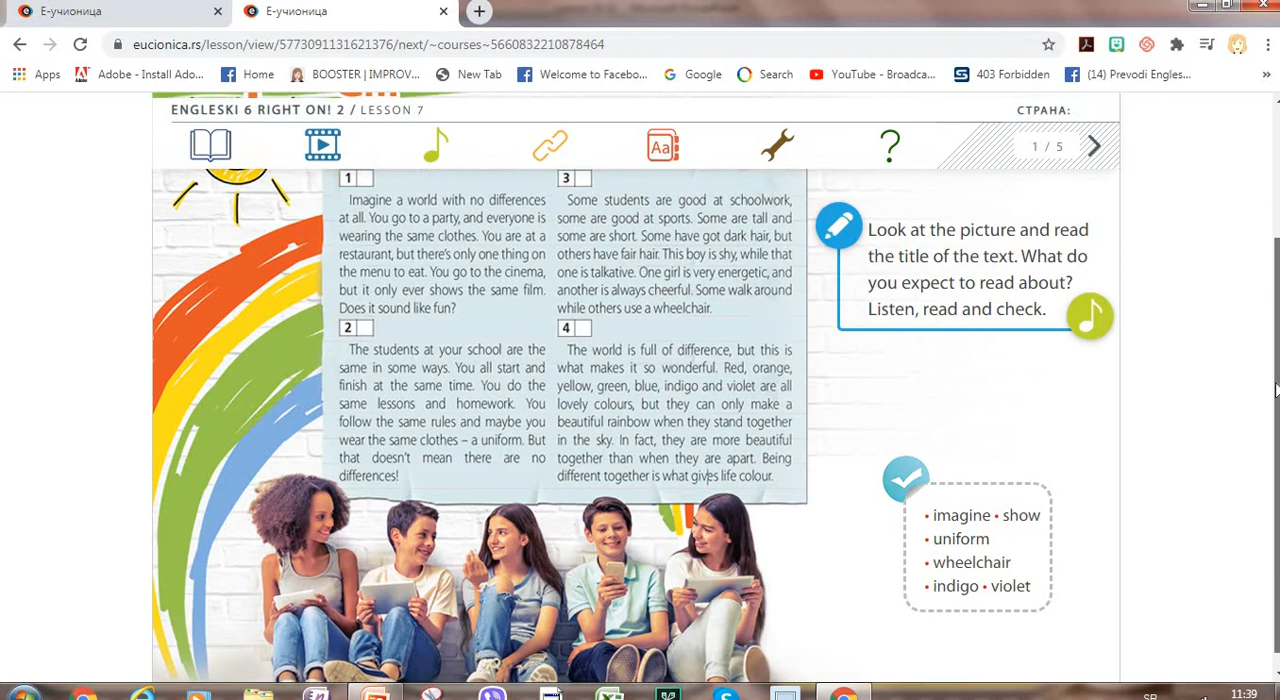 Е-учионица
Е-учионица
eucionica.rs/lesson/view/5773091131621376/next/~courses~5660832210878464
Apps
Adobe - Install Ado...
Home
BOOSTER | IMPROV...
New Tab
Welcome to Facebo...
Google
Search
YouTube - Broadca...
403 Forbidden
(14) Prevodi Engles...
»
ENGLESKI 6 RIGHT ON! 2 / LESSON 7
СТРАНА:
Aa
?
1 / 5
1
Imagine a world with no differences
at all. You go to a party, and everyone is
wearing the same clothes. You are at a
restaurant, but there's only one thing on
the menu to eat. You go to the cinema,
but it only ever shows the same film.
Does it sound like fun?
2
The students at your school are the
same in some ways. You all start and
finish at the same time. You do the
same lessons and homework. You
follow the same rules and maybe you
wear the same clothes – a uniform. But
that doesn't mean there are no
differences!
3
Some students are good at schoolwork,
some are good at sports. Some are tall and
some are short. Some have got dark hair, but
others have fair hair. This boy is shy, while that
one is talkative. One girl is very energetic, and
another is always cheerful. Some walk around
while others use a wheelchair.
4
The world is full of difference, but this is
what makes it so wonderful. Red, orange,
yellow, green, blue, indigo and violet are all
lovely colours, but they can only make a
beautiful rainbow when they stand together
in the sky. In fact, they are more beautiful
together than when they are apart. Being
different together is what gives life colour.
Look at the picture and read
the title of the text. What do
you expect to read about?
Listen, read and check.
• imagine • show
• uniform
• wheelchair
• indigo • violet
SR
11:39